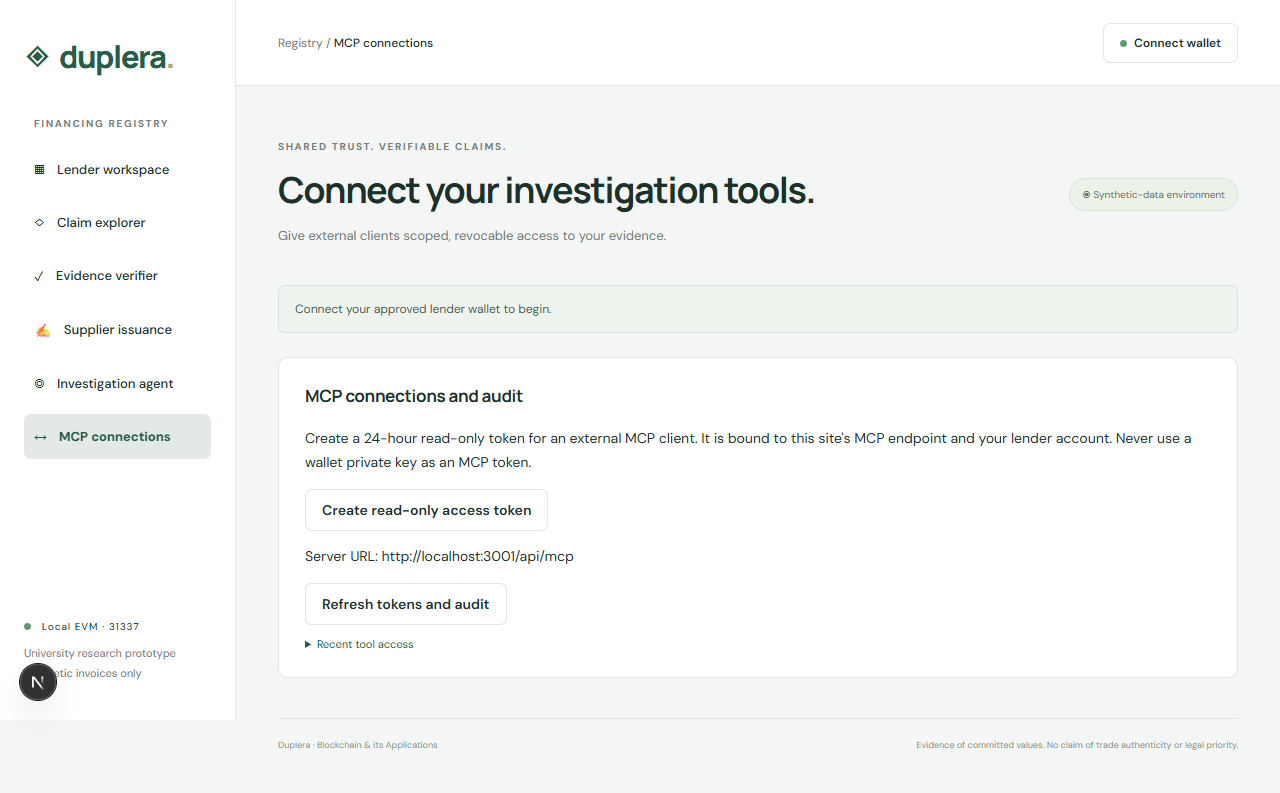 duplera.
FINANCING REGISTRY
Lender workspace
Claim explorer
Evidence verifier
Supplier issuance
Investigation agent
MCP connections
Local EVM · 31337
University research prototype
etic invoices only
N
Registry / MCP connections
Connect wallet
SHARED TRUST. VERIFIABLE CLAIMS.
Connect your investigation tools.
Synthetic-data environment
Give external clients scoped, revocable access to your evidence.
Connect your approved lender wallet to begin.
MCP connections and audit
Create a 24-hour read-only token for an external MCP client. It is bound to this site's MCP endpoint and your lender account. Never use a
wallet private key as an MCP token.
Create read-only access token
Server URL: http://localhost:3001/api/mcp
Refresh tokens and audit
Recent tool access
Duplera · Blockchain & its Applications
Evidence of committed values. No claim of trade authenticity or legal priority.